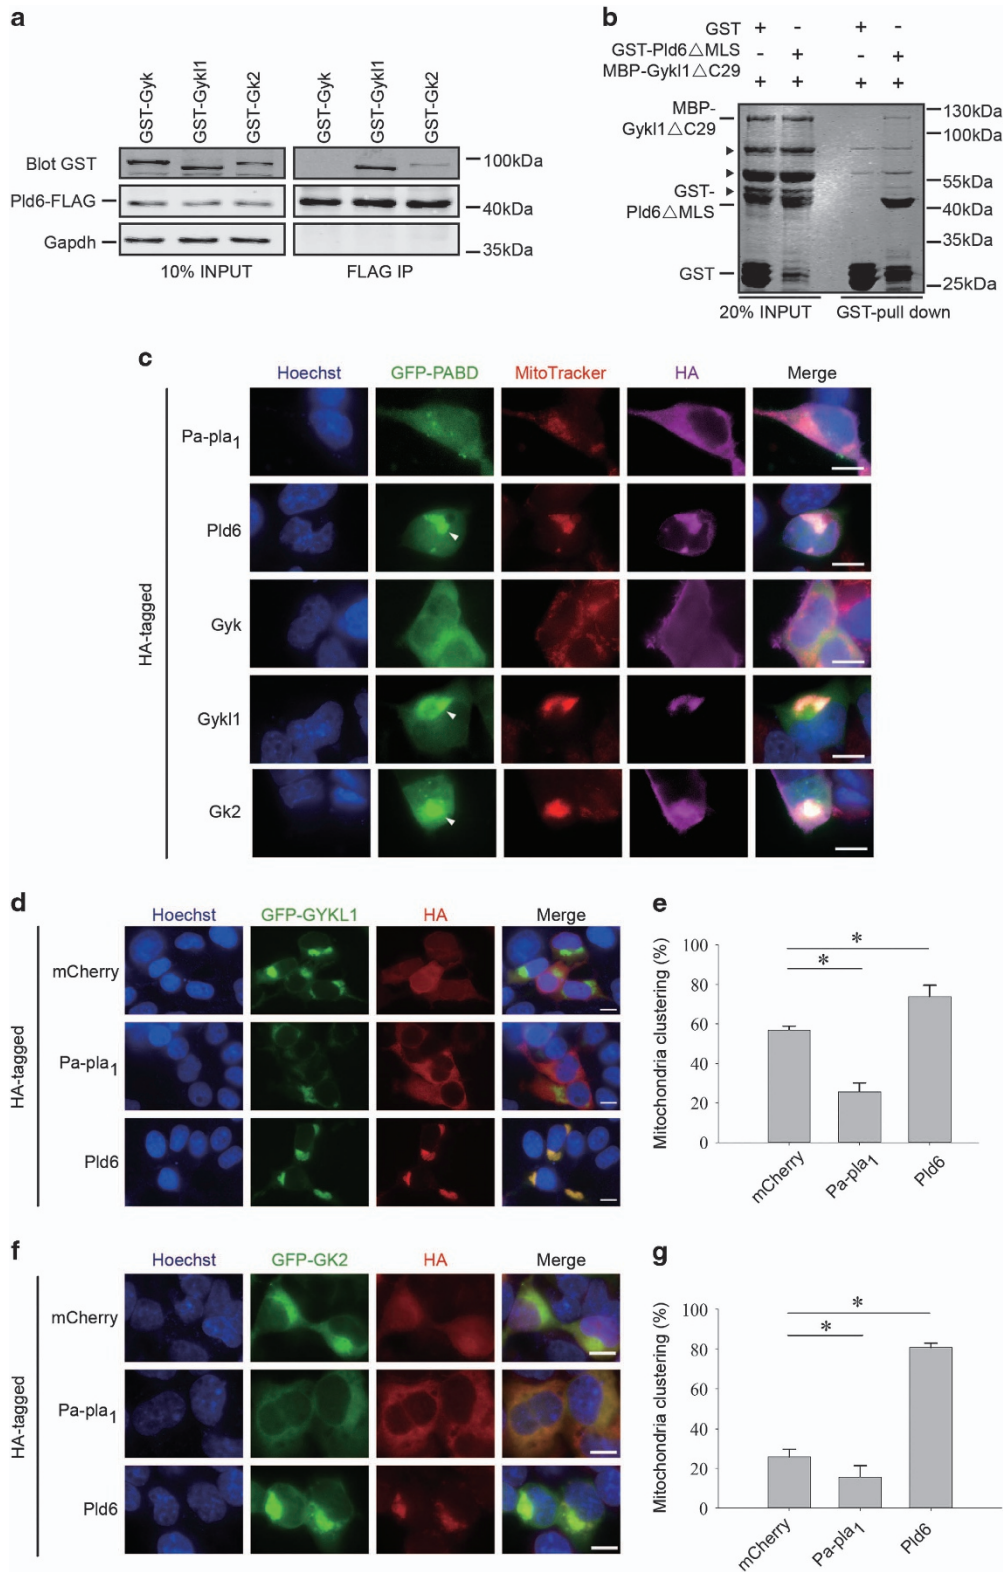 a
GST-Gyk
GST-Gykl1
GST-Gk2
GST-Gyk
GST-Gykl1
GST-Gk2
Blot GST
100kDa
Pld6-FLAG
40kDa
Gapdh
35kDa
10% INPUT
FLAG IP
b
GST + - + -
GST-Pld6△MLS - + - +
MBP-Gykl1△C29 + + + +
MBP-
Gykl1△C29
GST-
Pld6△MLS
GST
130kDa
100kDa
55kDa
40kDa
35kDa
25kDa
20% INPUT
GST-pull down
c
Hoechst GFP-PABD MitoTracker HA Merge
HA-tagged
Pa-pla1
Pld6
Gyk
Gykl1
Gk2
d
Hoechst GFP-GYKL1 HA Merge
HA-tagged
mCherry
Pa-pla1
Pld6
e
Mitochondria clustering (%)
100
80
60
40
20
0
*
*
mCherry
Pa-pla1
Pld6
f
Hoechst GFP-GK2 HA Merge
HA-tagged
mCherry
Pa-pla1
Pld6
g
Mitochondria clustering (%)
100
80
60
40
20
0
*
*
mCherry
Pa-pla1
Pld6